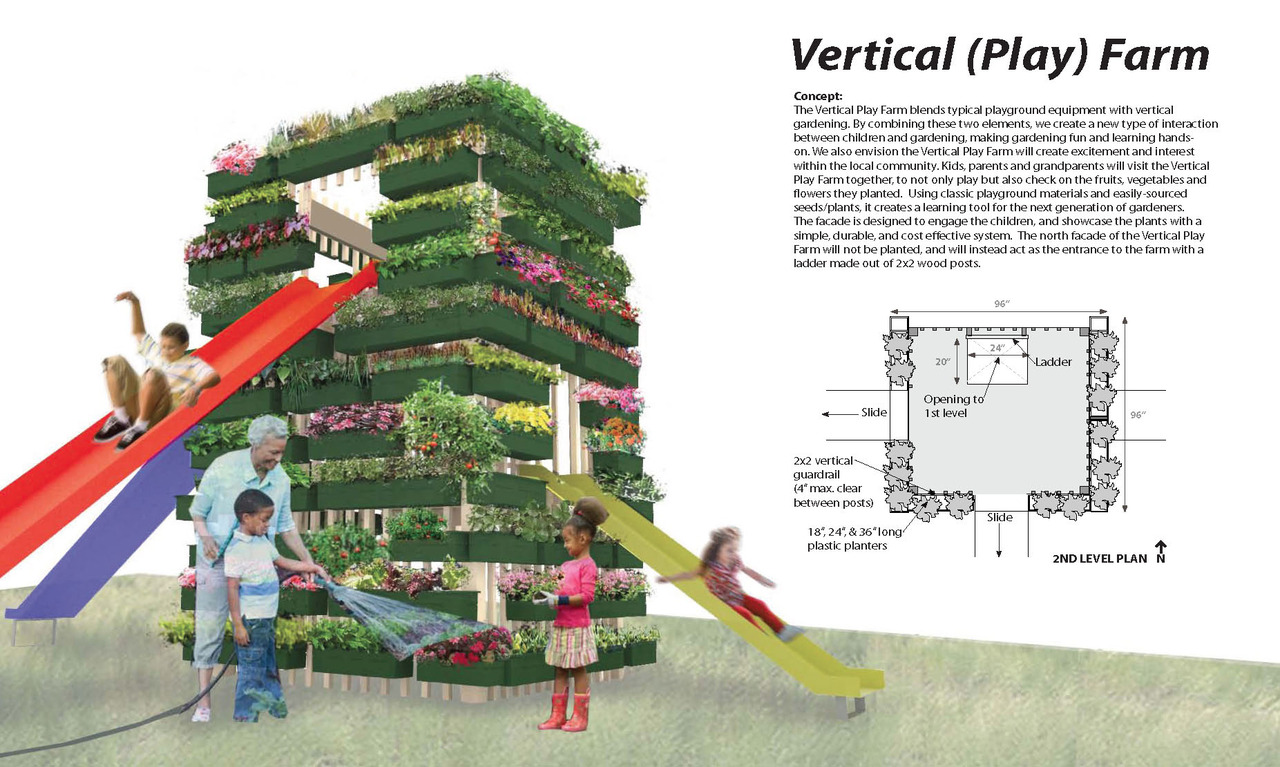 Vertical (Play) Farm
Concept:
The Vertical Play Farm blends typical playground equipment with vertical
gardening. By combining these two elements, we create a new type of interaction
between children and gardening, making gardening fun and learning hands-
on. We also envision the Vertical Play Farm will create excitement and interest
within the local community. Kids, parents and grandparents will visit the Vertical
Play Farm together, to not only play but also check on the fruits, vegetables and
flowers they planted. Using classic playground materials and easily-sourced
seeds/plants, it creates a learning tool for the next generation of gardeners.
The facade is designed to engage the children, and showcase the plants with a
simple, durable, and cost effective system. The north facade of the Vertical Play
Farm will not be planted, and will instead act as the entrance to the farm with a
ladder made out of 2x2 wood posts.
96"
24"
20"
Ladder
Opening to
1st level
Slide
96"
2x2 vertical
guardrail
(4" max. clear
between posts)
Slide
18", 24", & 36" long
plastic planters
2ND LEVEL PLAN N